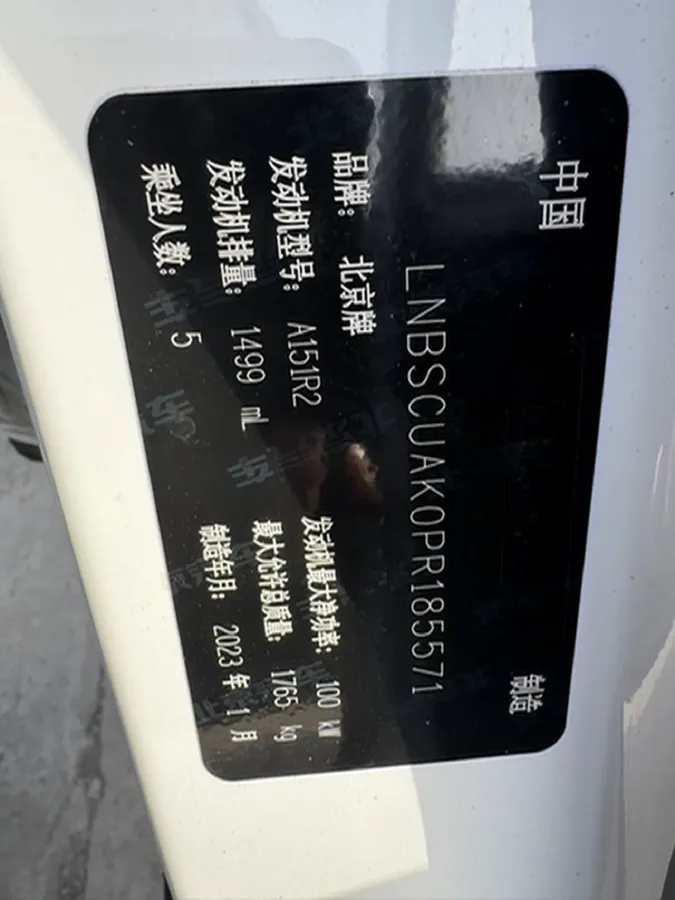 中国 制造
LNBSCUAK0PR185571
品牌: 北京牌
发动机型号: A151R2 发动机最大净功率: 100 kW
发动机排量: 1499 mL 最大允许总质量: 1765 kg
乘坐人数: 5 制造年月: 2023 年 1 月